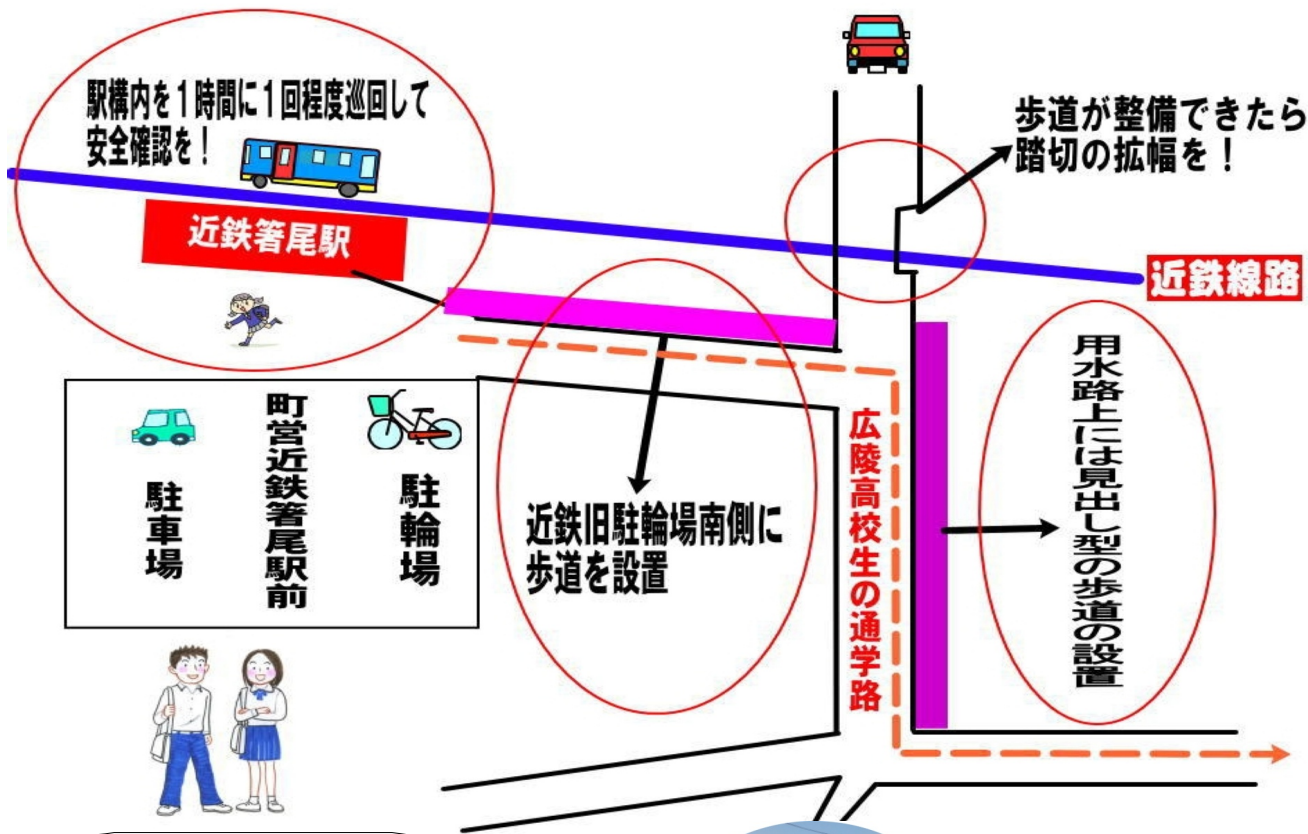 駅構内を１時間に１回程度巡回して
安全確認を！
歩道が整備できたら
踏切の拡幅を！
近鉄箸尾駅
近鉄線路
用水路上には見出し型の歩道の設置
広陵高校生の通学路
近鉄旧駐輪場南側に
歩道を設置
駐輪場
町営近鉄箸尾駅前
駐車場